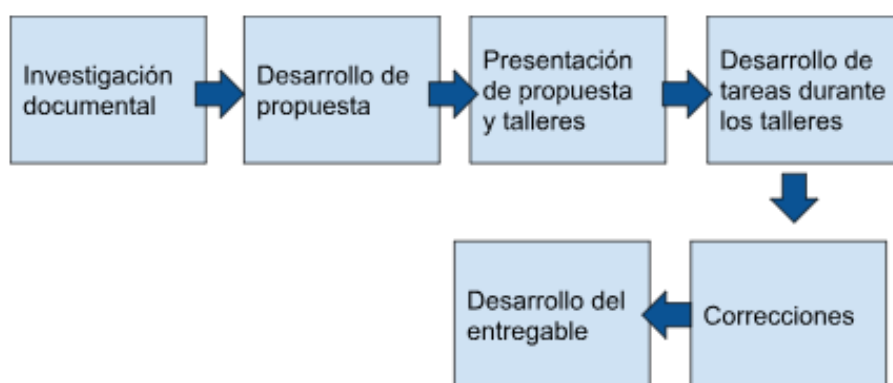 Investigación
documental
Desarrollo de
propuesta
Presentación
de propuesta
y talleres
Desarrollo de
tareas durante
los talleres
Correcciones
Desarrollo del
entregable